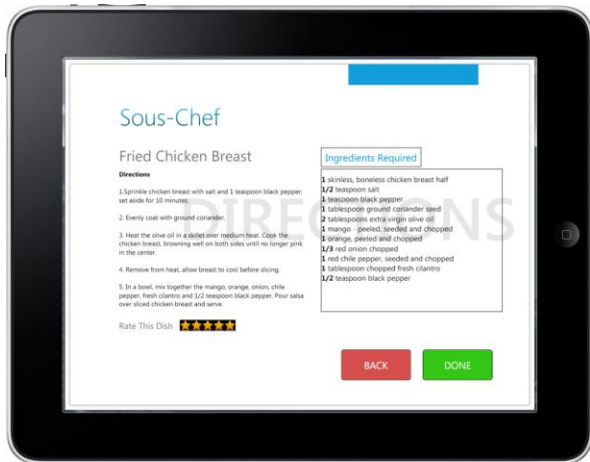 Sous-Chef
Fried Chicken Breast
Directions
1.Sprinkle chicken breast with salt and 1 teaspoon black pepper;
set aside for 10 minutes.
2. Evenly coat with ground coriander.
3. Heat the olive oil in a skillet over medium heat. Cook the
chicken breast, browning well on both sides until no longer pink
in the center.
4. Remove from heat, allow breast to cool before slicing.
5. In a bowl, mix together the mango, orange, onion, chile
pepper, fresh cilantro and 1/2 teaspoon black pepper. Pour salsa
over sliced chicken breast and serve
Rate This Dish
DIRECTIONS
Ingredients Required
1 skinless, boneless chicken breast half
1/2 teaspoon salt
1 teaspoon black pepper
1 tablespoon ground coriander seed
2 tablespoons extra virgin olive oil
1 mango - peeled, seeded and chopped
1 orange, peeled and chopped
1/3 red onion chopped
1 red chile pepper, seeded and chopped
1 tablespoon chopped fresh cilantro
1/2 teaspoon black pepper
BACK
DONE